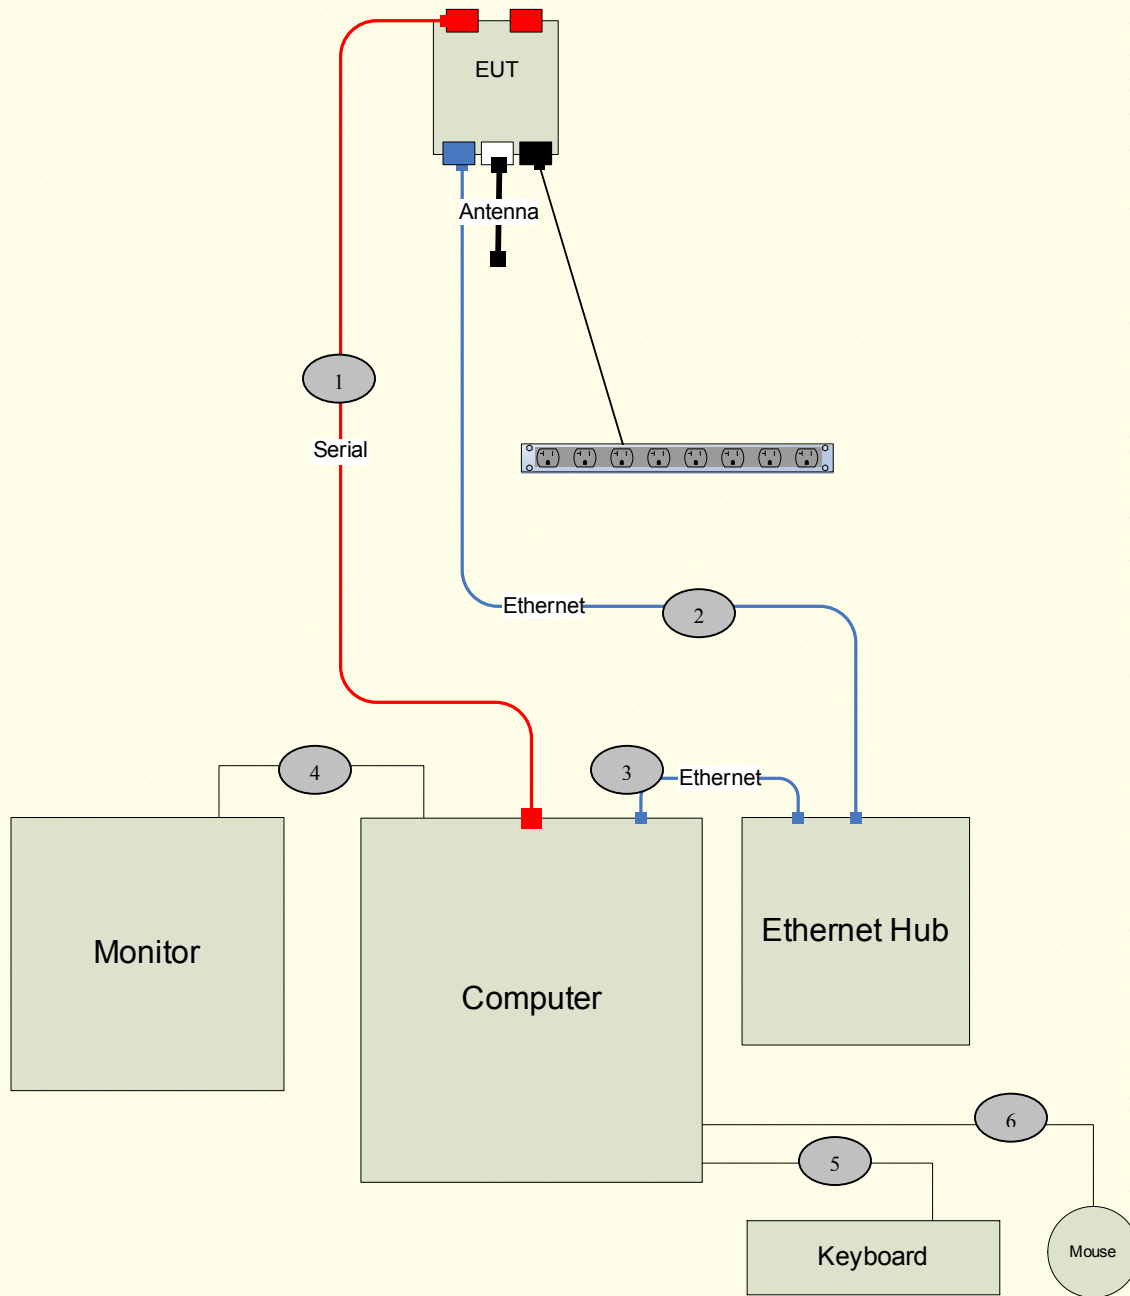 EUT
Antenna
1
Serial
Ethernet
2
4
3
Ethernet
Monitor
Computer
Ethernet Hub
6
5
Keyboard
Mouse